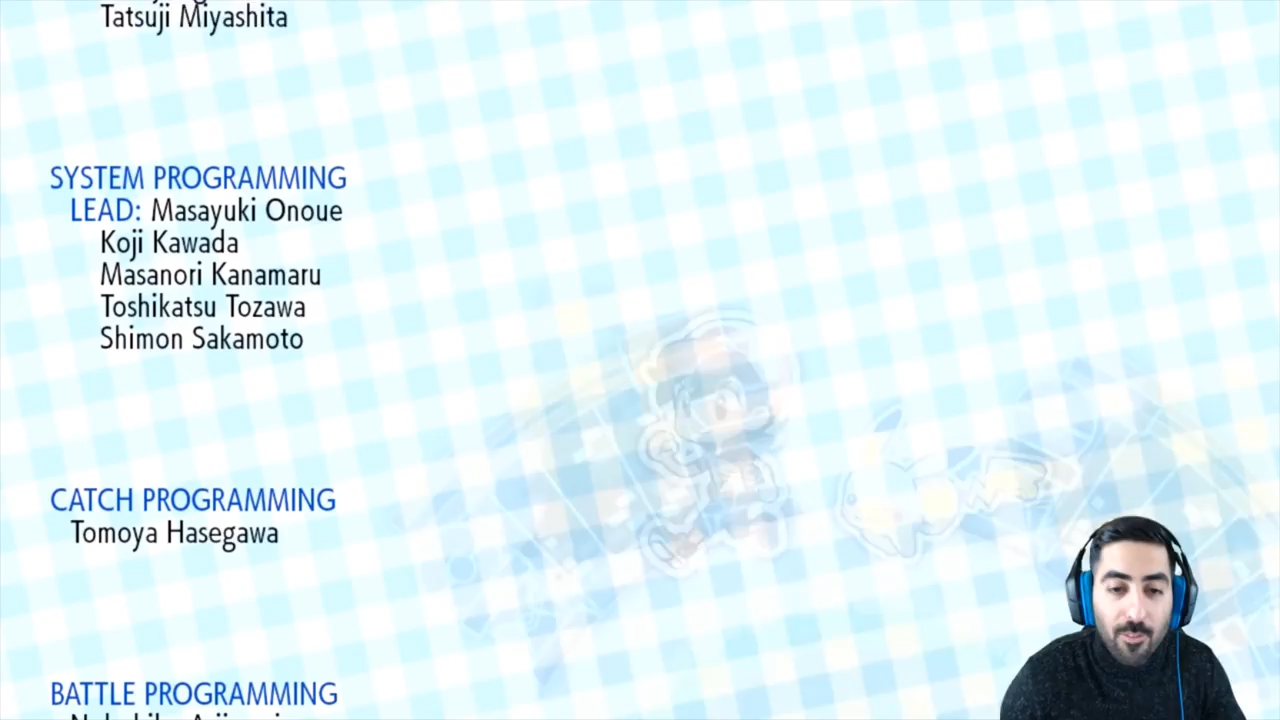 Tatsuji Miyashita
SYSTEM PROGRAMMING
LEAD: Masayuki Onoue
Koji Kawada
Masanori Kanamaru
Toshikatsu Tozawa
Shimon Sakamoto
CATCH PROGRAMMING
Tomoya Hasegawa
BATTLE PROGRAMMING